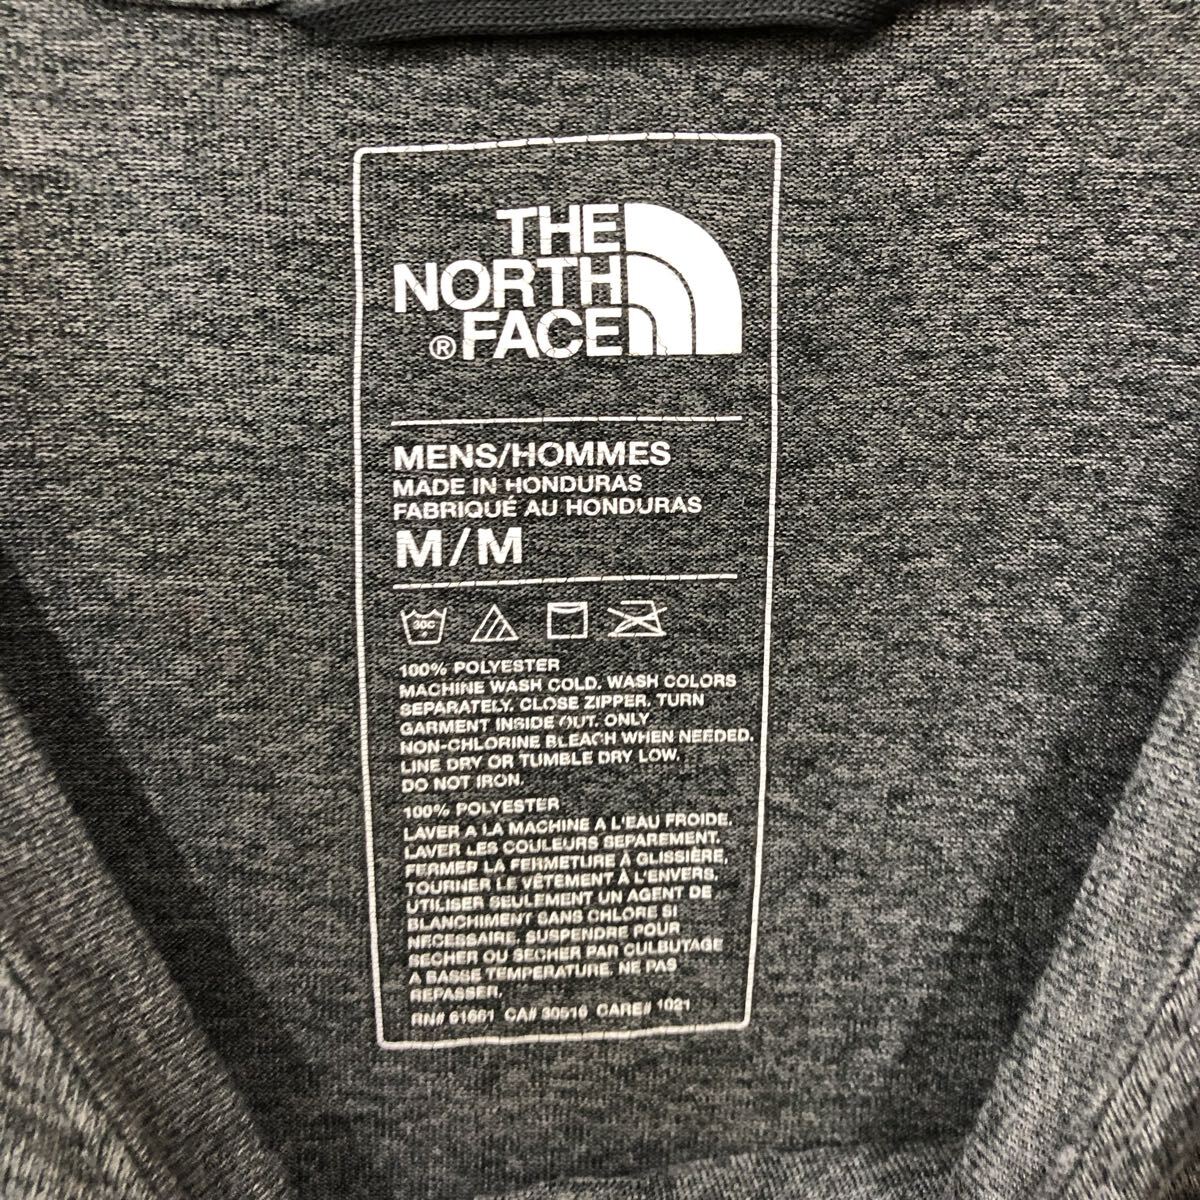 THE
NORTH
® FACE
MENS/HOMMES
MADE IN HONDURAS
FABRIQUÉ AU HONDURAS
M/M
30C
100% POLYESTER
MACHINE WASH COLD. WASH COLORS
SEPARATELY. CLOSE ZIPPER. TURN
GARMENT INSIDE OUT. ONLY
NON-CHLORINE BLEACH WHEN NEEDED.
LINE DRY OR TUMBLE DRY LOW.
DO NOT IRON.
100% POLYESTER
LAVER A LA MACHINE A L'EAU FROIDE.
LAVER LES COULEURS SEPAREMENT.
FERMER LA FERMETURE À GLISSIÈRE,
TOURNER LE VÊTEMENT À L'ENVERS.
UTILISER SEULEMENT UN AGENT DE
BLANCHIMENT SANS CHLORE SI
NECESSAIRE. SUSPENDRE POUR
SECHER OU SECHER PAR CULBUTAGE
A BASSE TEMPERATURE. NE PAS
REPASSER.
RN# 61661 CA# 30516 CARE# 1021